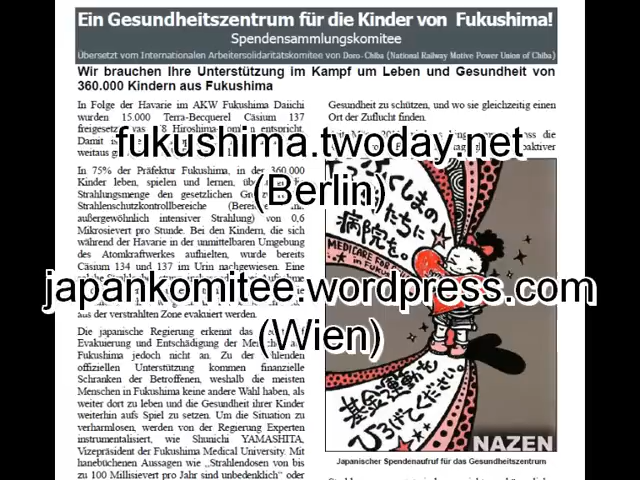 Ein Gesundheitszentrum für die Kinder von Fukushima!
Spendensammlungskomitee
Übersetzt vom Internationalen Arbeitersolidaritätskomitee von Doro-Chiba (National Railway Motive Power Union of Chiba)
Wir brauchen Ihre Unterstützung im Kampf um Leben und Gesundheit von
360.000 Kindern aus Fukushima
In Folge der Havarie im AKW Fukushima Daiichi
wurden 15.000 Terra-Becquerel Cäsium 137
freigesetzt
weitaus
In 75% der Präfektur Fukushima, in der 360.000
Kinder leben, spielen und lernen,
Strahlungsmenge den gesetzlichen
Strahlenschutzkontrollbereiche
außergewöhnlich intensiver Strahlung) von 0,6
Mikrosievert pro Stunde. Bei den Kindern, die sich
während der Havarie in der unmittelbaren Umgebung
des Atomkraftwerkes aufhielten, wurde bereits
Cäsium 134 und 137 im Urin nachgewiesen. Eine
aus der verstrahlten Zone evakuiert werden.
Die japanische Regierung erkennt das
Evakuierung und Entschädigung der Menschen
Fukushima jedoch nicht an. Zu der fehlenden
offiziellen Unterstützung kommen finanzielle
Schranken der Betroffenen, weshalb die meisten
Menschen in Fukushima keine andere Wahl haben, als
weiter dort zu leben und die Gesundheit ihrer Kinder
weiterhin aufs Spiel zu setzen. Um die Situation zu
verharmlosen, werden von der Regierung Experten
instrumentalisiert, wie Shunichi YAMASHITA,
Vizepräsident der Fukushima Medical University. Mit
hanebüchenen Aussagen wie „Strahlendosen von bis
zu 100 Millisievert pro Jahr sind unbedenklich" oder
Gesundheit zu schützen, und wo sie gleichzeitig einen
Ort der Zuflucht finden.
fukushima.twoday.net
(Berlin)
japankomitee.wordpress.com
(Wien)
ふくしまの
たちに
病院を。
MEDICARE FOR
in FUKU
基金運動も
ひろげてください。
NAZEN
Japanischer Spendenaufruf für das Gesundheitszentrum